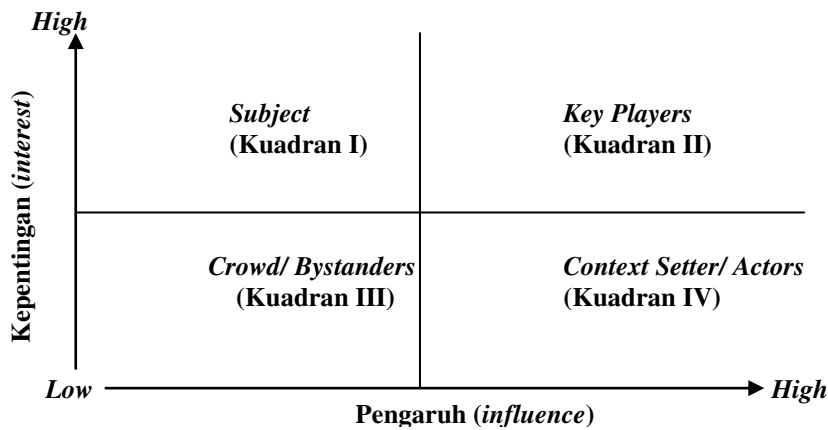 High
Subject
(Kuadran I)
Key Players
(Kuadran II)
Kepentingan (interest)
Crowd/ Bystanders
(Kuadran III)
Context Setter/ Actors
(Kuadran IV)
Low
High
Pengaruh (influence)